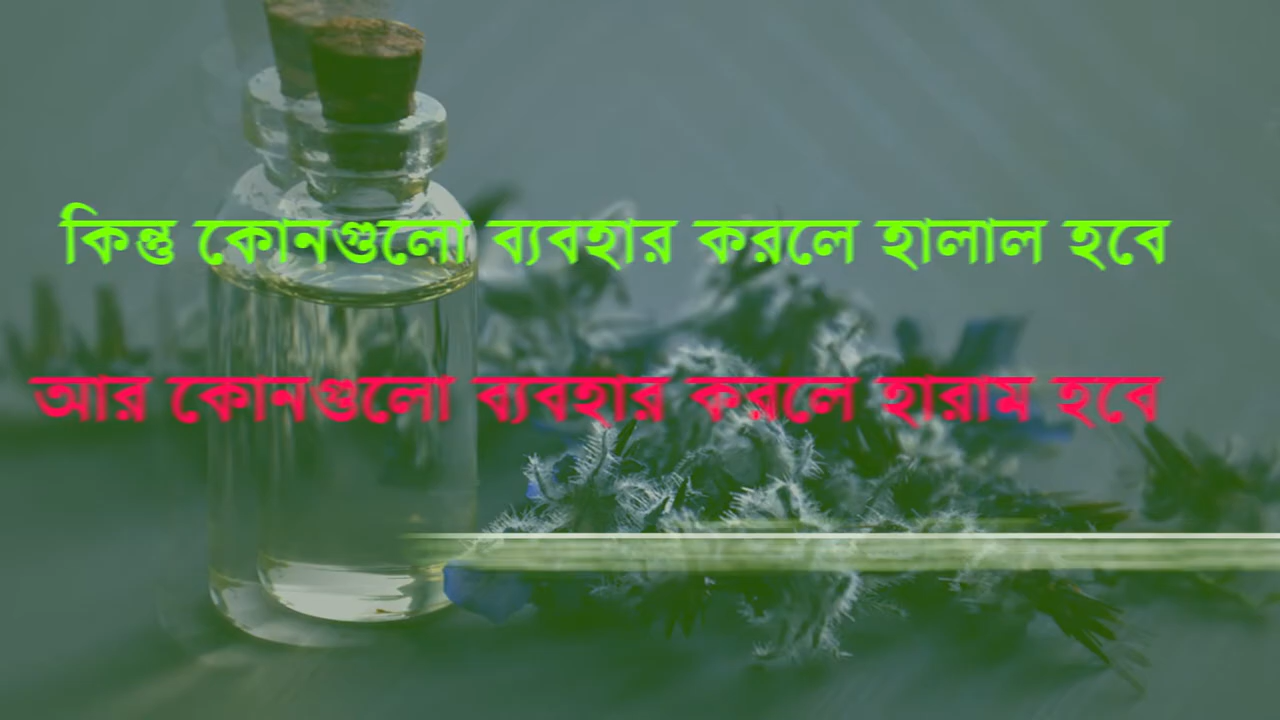 কিন্তু কোনগুলো ব্যবহার করলে হালাল হবে
আর কোনগুলো ব্যবহার করলে হারাম হবে